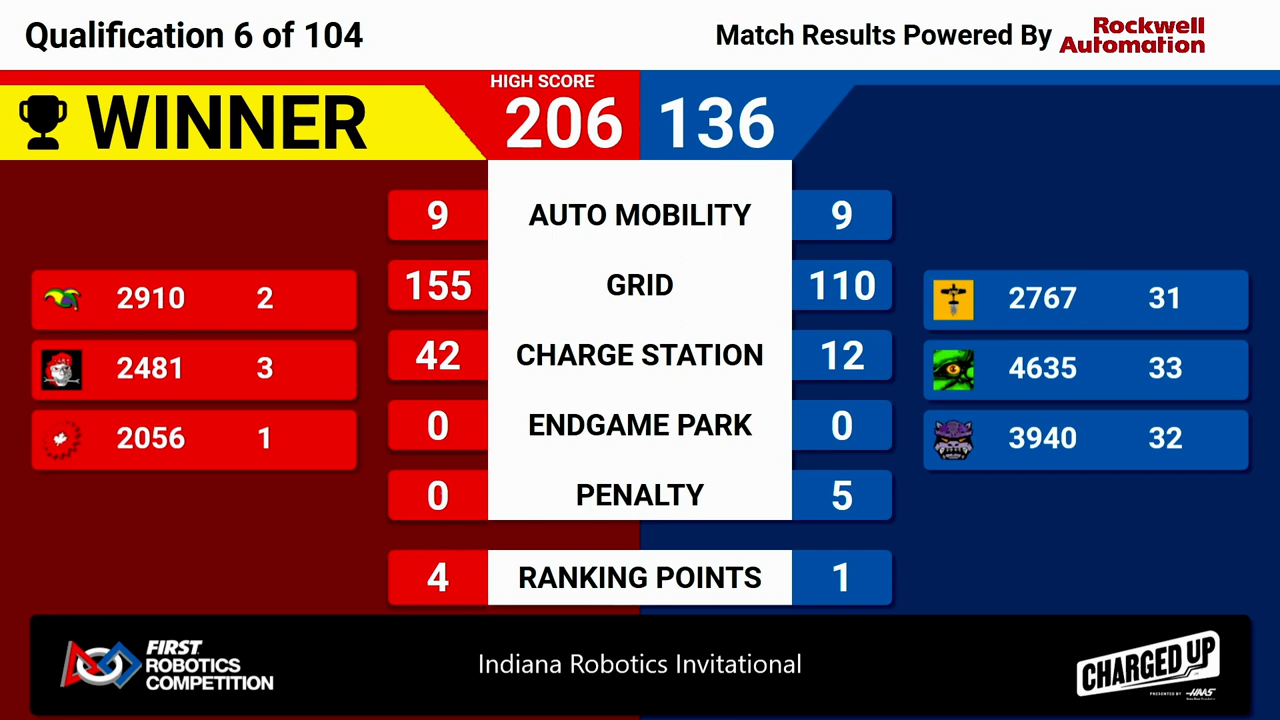 Qualification 6 of 104
Match Results Powered By Rockwell Automation
WINNER
HIGH SCORE
206 136
9 AUTO MOBILITY 9
155 GRID 110
2910 2
2767 31
42 CHARGE STATION 12
2481 3
4635 33
0 ENDGAME PARK 0
2056 1
3940 32
0 PENALTY 5
4 RANKING POINTS 1
FIRST
ROBOTICS
COMPETITION
Indiana Robotics Invitational
CHARGED UP
PRESENTED BY HAAS